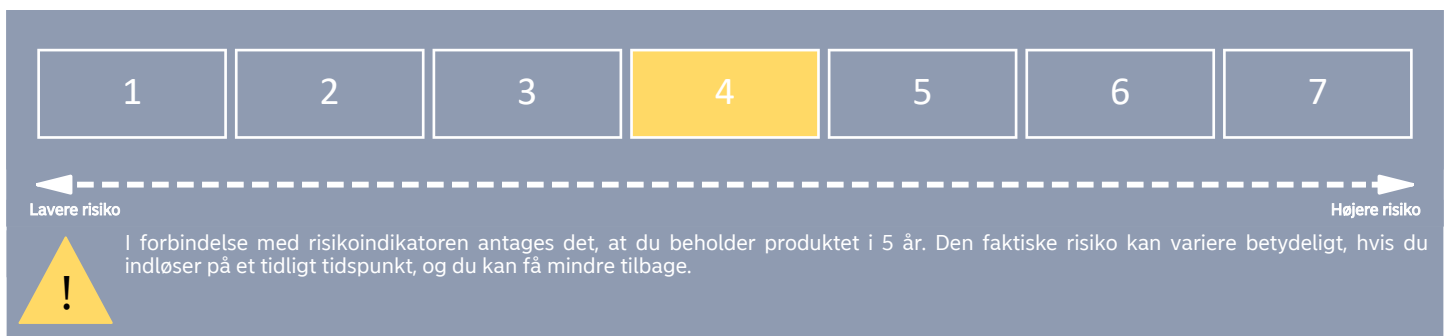 1 2 3 4 5 6 7
Lavere risiko Højere risiko
I forbindelse med risikoindikatoren antages det, at du beholder produktet i 5 år. Den faktiske risiko kan variere betydeligt, hvis du
indløser på et tidligt tidspunkt, og du kan få mindre tilbage.
!